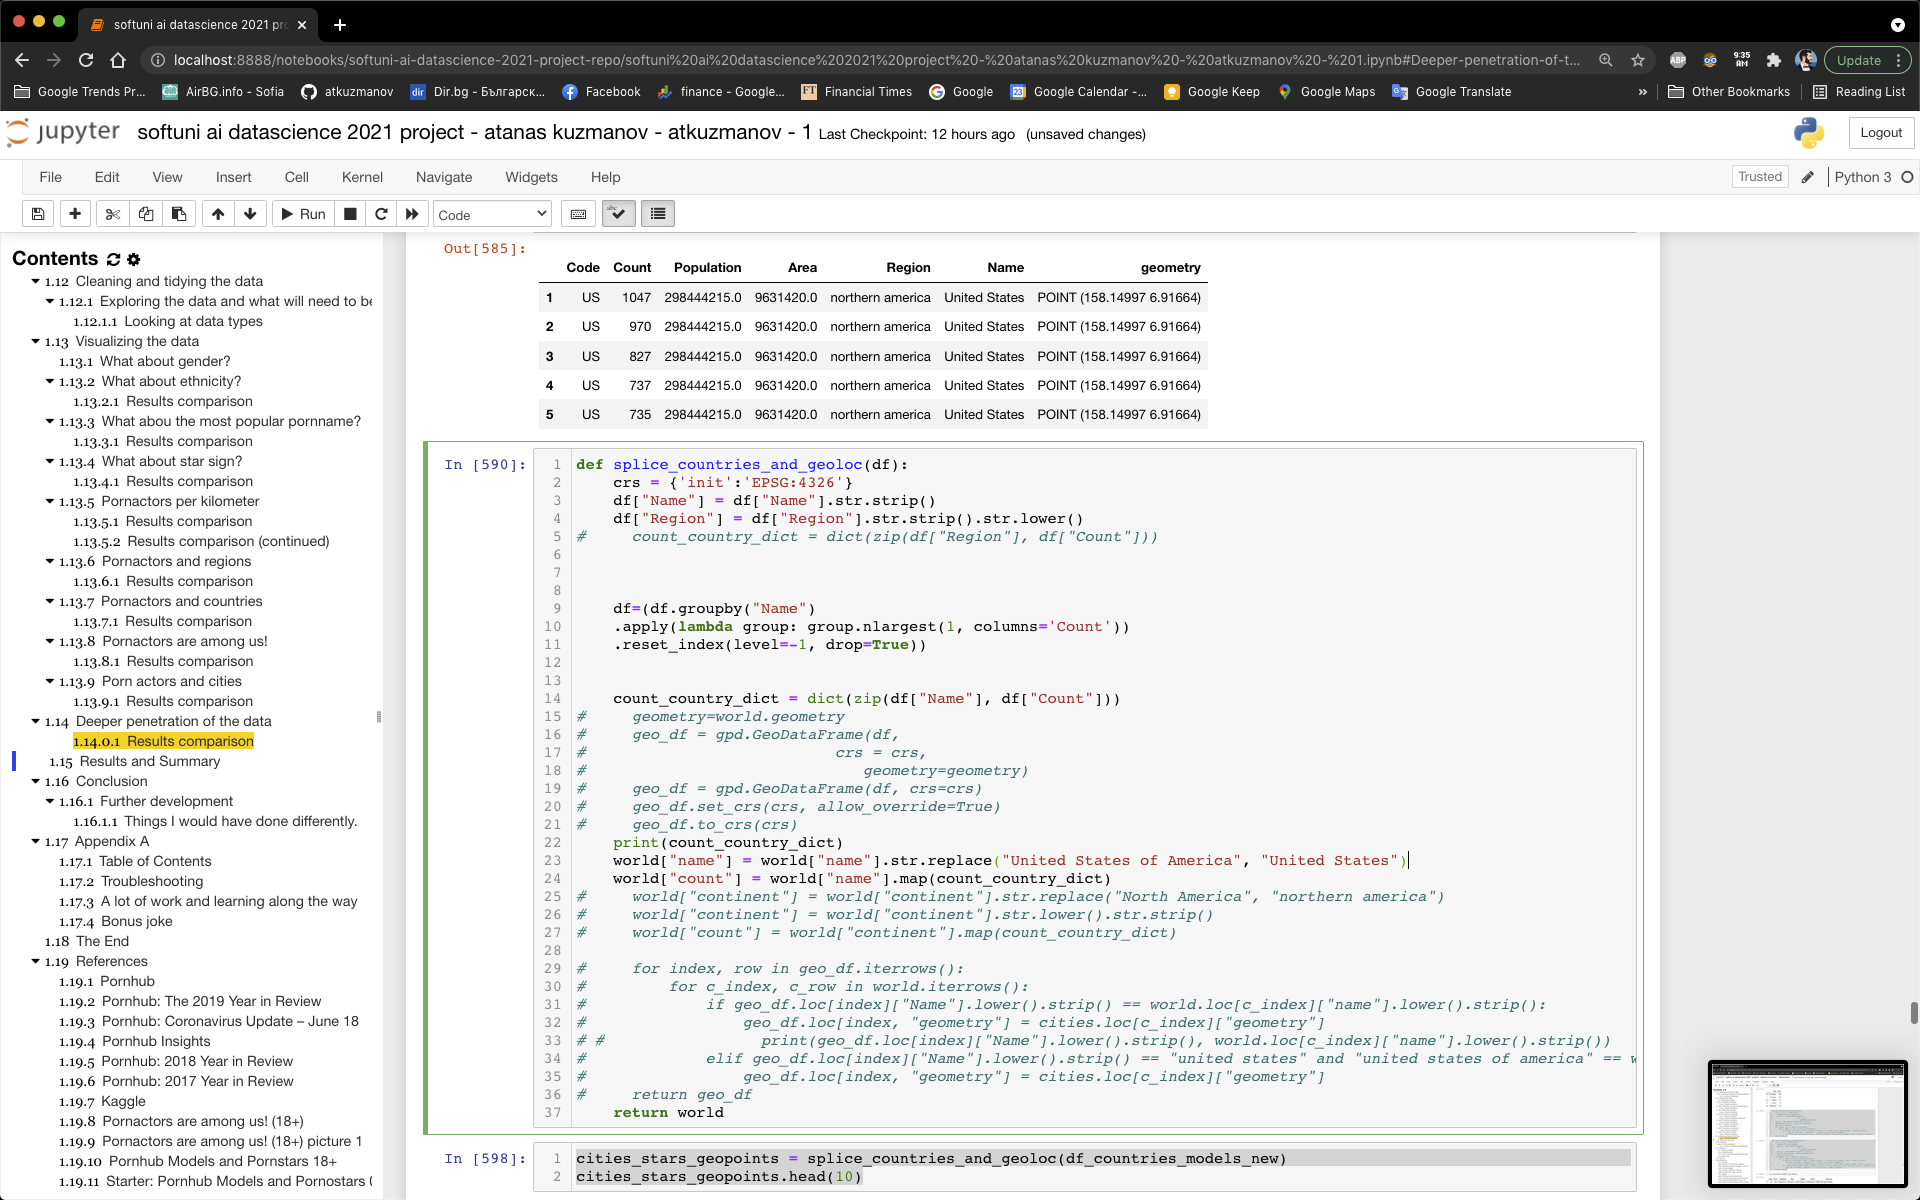 softuni ai datascience 2021 pro
localhost:8888/notebooks/softuni-ai-datascience-2021-project-repo/softuni%20ai%20datascience%202021%20project%20-%20atanas%20kuzmanov%20-%20atkuzmanov%20-%201.ipynb#Deeper-penetration-of-t...
ABP
9:35 AM
Update
Google Trends Pr...
AirBG.info - Sofia
atkuzmanov
dir
Dir.bg - Българск...
Facebook
finance - Google...
FT
Financial Times
Google
Google Calendar -...
Google Keep
Google Maps
Google Translate
»
Other Bookmarks
Reading List
jupyter softuni ai datascience 2021 project - atanas kuzmanov - atkuzmanov - 1 Last Checkpoint: 12 hours ago (unsaved changes)
Logout
File Edit View Insert Cell Kernel Navigate Widgets Help
Trusted
Python 3
Run
Code
Contents
1.12 Cleaning and tidying the data
1.12.1 Exploring the data and what will need to be
1.12.1.1 Looking at data types
1.13 Visualizing the data
1.13.1 What about gender?
1.13.2 What about ethnicity?
1.13.2.1 Results comparison
1.13.3 What abou the most popular pornname?
1.13.3.1 Results comparison
1.13.4 What about star sign?
1.13.4.1 Results comparison
1.13.5 Pornactors per kilometer
1.13.5.1 Results comparison
1.13.5.2 Results comparison (continued)
1.13.6 Pornactors and regions
1.13.6.1 Results comparison
1.13.7 Pornactors and countries
1.13.7.1 Results comparison
1.13.8 Pornactors are among us!
1.13.8.1 Results comparison
1.13.9 Porn actors and cities
1.13.9.1 Results comparison
1.14 Deeper penetration of the data
1.14.0.1 Results comparison
1.15 Results and Summary
1.16 Conclusion
1.16.1 Further development
1.16.1.1 Things I would have done differently.
1.17 Appendix A
1.17.1 Table of Contents
1.17.2 Troubleshooting
1.17.3 A lot of work and learning along the way
1.17.4 Bonus joke
1.18 The End
1.19 References
1.19.1 Pornhub
1.19.2 Pornhub: The 2019 Year in Review
1.19.3 Pornhub: Coronavirus Update – June 18
1.19.4 Pornhub Insights
1.19.5 Pornhub: 2018 Year in Review
1.19.6 Pornhub: 2017 Year in Review
1.19.7 Kaggle
1.19.8 Pornactors are among us! (18+)
1.19.9 Pornactors are among us! (18+) picture 1
1.19.10 Pornhub Models and Pornstars 18+
1.19.11 Starter: Pornhub Models and Pornostars (
Out[585]:
Code Count Population Area Region Name geometry
1 US 1047 298444215.0 9631420.0 northern america United States POINT (158.14997 6.91664)
2 US 970 298444215.0 9631420.0 northern america United States POINT (158.14997 6.91664)
3 US 827 298444215.0 9631420.0 northern america United States POINT (158.14997 6.91664)
4 US 737 298444215.0 9631420.0 northern america United States POINT (158.14997 6.91664)
5 US 735 298444215.0 9631420.0 northern america United States POINT (158.14997 6.91664)
In [590]:
1 def splice_countries_and_geoloc(df):
2     crs = {'init':'EPSG:4326'}
3     df["Name"] = df["Name"].str.strip()
4     df["Region"] = df["Region"].str.strip().str.lower()
5 #     count_country_dict = dict(zip(df["Region"], df["Count"]))
6
7
8
9     df=(df.groupby("Name")
10     .apply(lambda group: group.nlargest(1, columns='Count'))
11     .reset_index(level=-1, drop=True))
12
13
14     count_country_dict = dict(zip(df["Name"], df["Count"]))
15 #     geometry=world.geometry
16 #     geo_df = gpd.GeoDataFrame(df,
17 #                           crs = crs,
18 #                              geometry=geometry)
19 #     geo_df = gpd.GeoDataFrame(df, crs=crs)
20 #     geo_df.set_crs(crs, allow_override=True)
21 #     geo_df.to_crs(crs)
22     print(count_country_dict)
23     world["name"] = world["name"].str.replace("United States of America", "United States")
24     world["count"] = world["name"].map(count_country_dict)
25 #     world["continent"] = world["continent"].str.replace("North America", "northern america")
26 #     world["continent"] = world["continent"].str.lower().str.strip()
27 #     world["count"] = world["continent"].map(count_country_dict)
28
29 #     for index, row in geo_df.iterrows():
30 #         for c_index, c_row in world.iterrows():
31 #             if geo_df.loc[index]["Name"].lower().strip() == world.loc[c_index]["name"].lower().strip():
32 #                 geo_df.loc[index, "geometry"] = cities.loc[c_index]["geometry"]
33 # #                 print(geo_df.loc[index]["Name"].lower().strip(), world.loc[c_index]["name"].lower().strip())
34 #             elif geo_df.loc[index]["Name"].lower().strip() == "united states" and "united states of america" == w
35 #                 geo_df.loc[index, "geometry"] = cities.loc[c_index]["geometry"]
36 #     return geo_df
37     return world
In [598]:
1 cities_stars_geopoints = splice_countries_and_geoloc(df_countries_models_new)
2 cities_stars_geopoints.head(10)